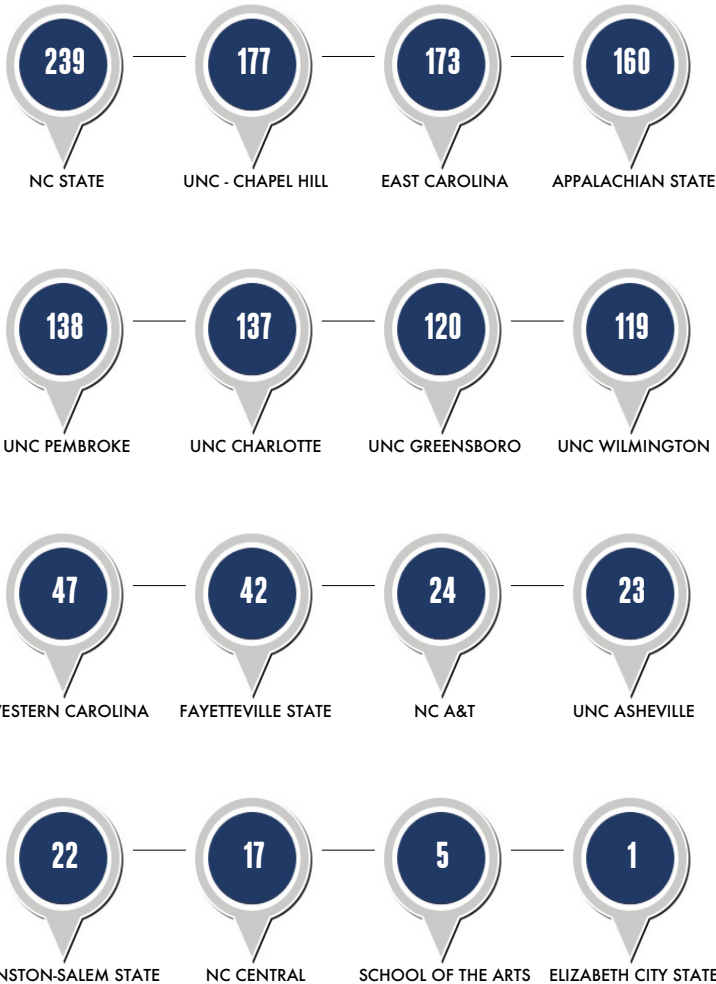 239 177 173 160
NC STATE UNC - CHAPEL HILL EAST CAROLINA APPALACHIAN STATE
138 137 120 119
UNC PEMBROKE UNC CHARLOTTE UNC GREENSBORO UNC WILMINGTON
47 42 24 23
ESTERN CAROLINA FAYETTEVILLE STATE NC A&T UNC ASHEVILLE
22 17 5 1
NSTON-SALEM STATE NC CENTRAL SCHOOL OF THE ARTS ELIZABETH CITY STATE